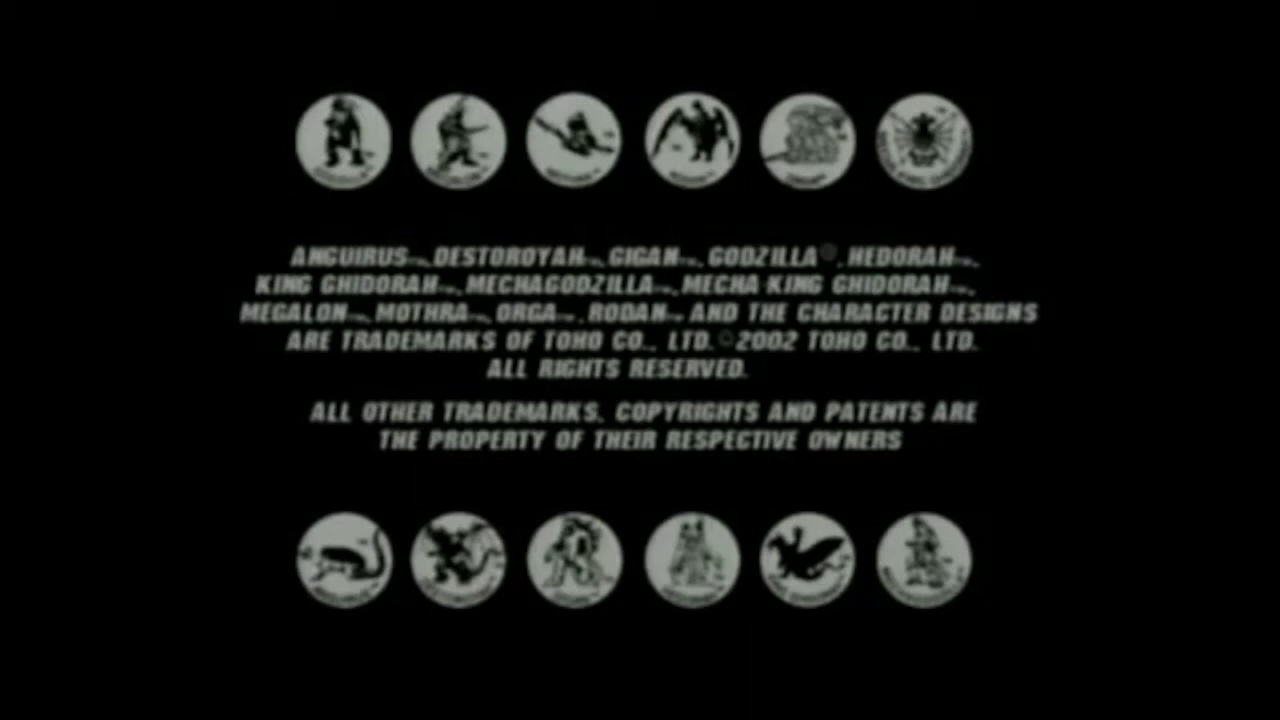 ANGUIRUS™, DESTOROYAH™, GIGAN™, GODZILLA®, HEDORAH™,
KING GHIDORAH™, MECHAGODZILLA™, MECHA-KING GHIDORAH™,
MEGALON™, MOTHRA™, ORGA™, RODAN™ AND THE CHARACTER DESIGNS
ARE TRADEMARKS OF TOHO CO., LTD. ©2002 TOHO CO., LTD.
ALL RIGHTS RESERVED.
ALL OTHER TRADEMARKS, COPYRIGHTS AND PATENTS ARE
THE PROPERTY OF THEIR RESPECTIVE OWNERS